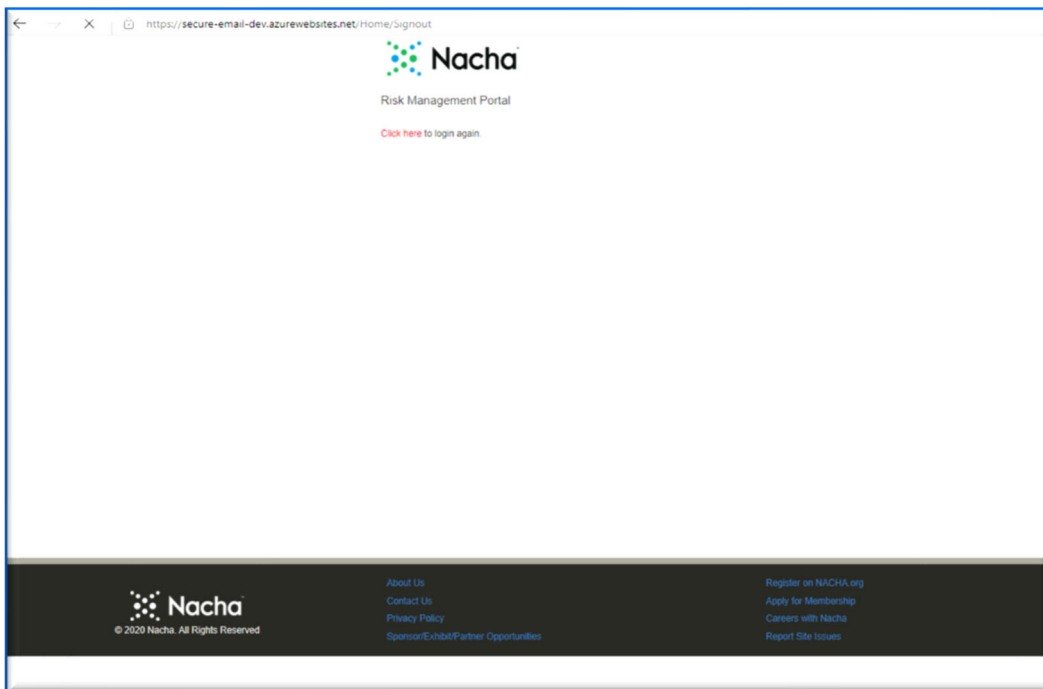 https://secure-email-dev.azurewebsites.net/Home/Signout
Nacha
Risk Management Portal
Click here to login again.
Nacha
© 2020 Nacha. All Rights Reserved
About Us
Contact Us
Privacy Policy
Sponsor/Exhibit/Partner Opportunities
Register on NACHA.org
Apply for Membership
Careers with Nacha
Report Site Issues